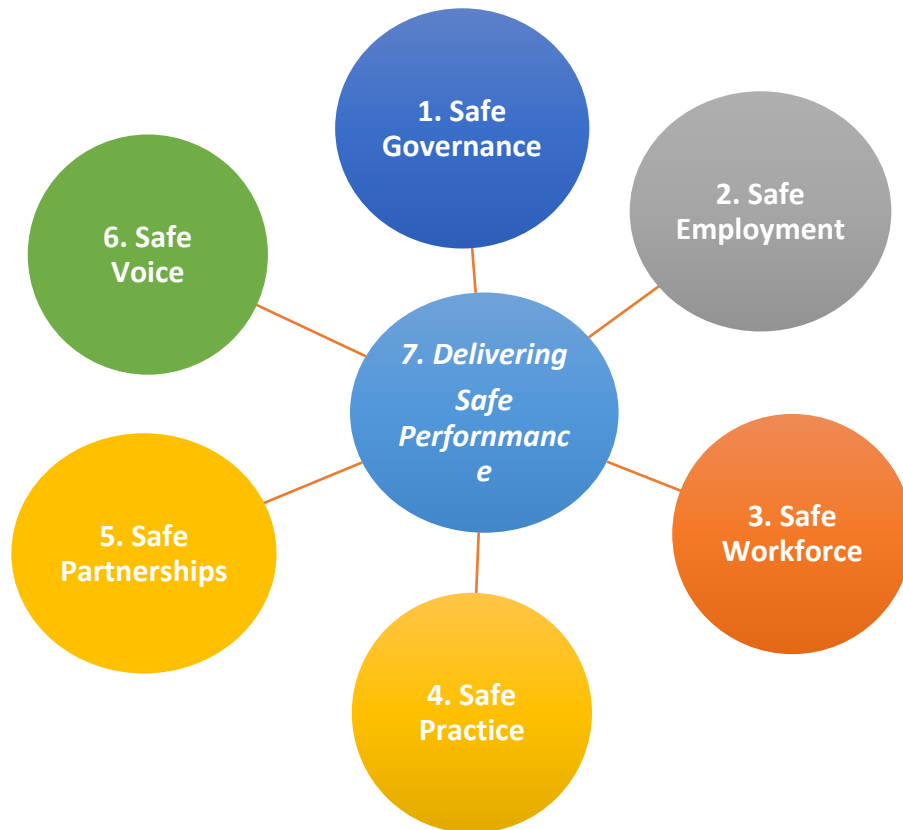 1. Safe
Governance
2. Safe
Employment
3. Safe
Workforce
4. Safe
Practice
5. Safe
Partnerships
6. Safe
Voice
7. Delivering
Safe
Perfornmanc
e